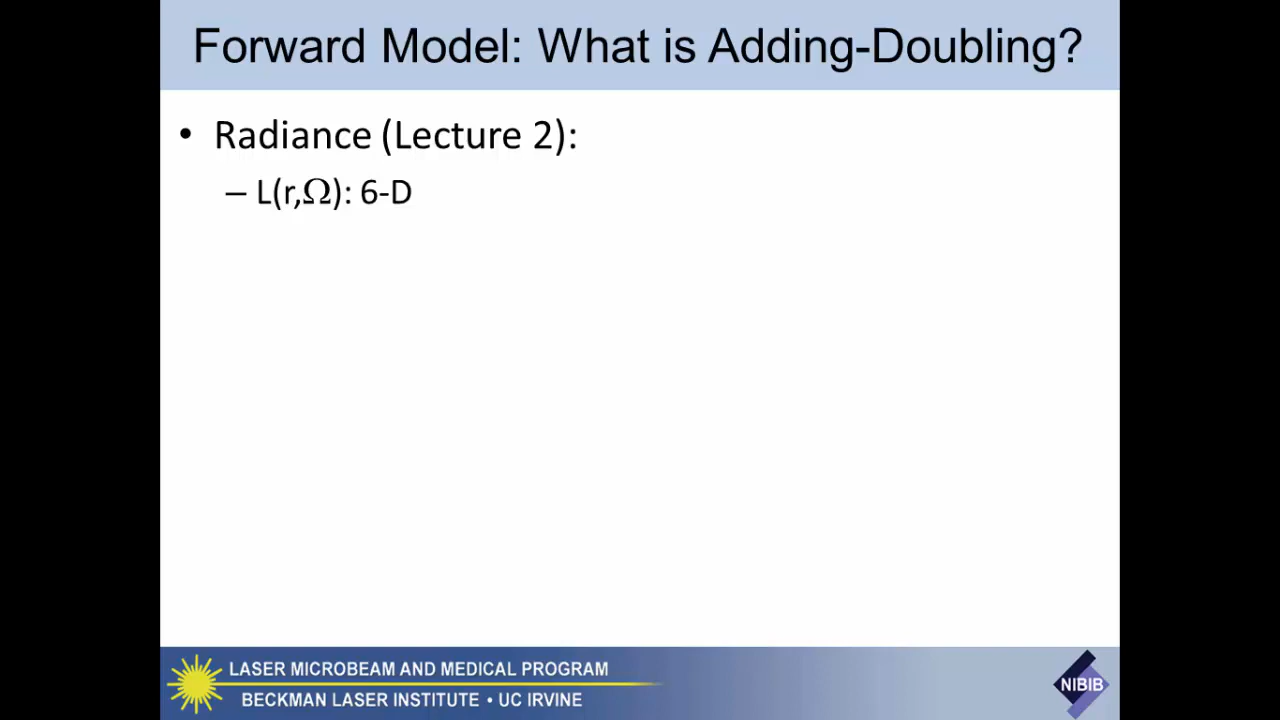 Forward Model: What is Adding-Doubling?
• Radiance (Lecture 2):
– L(r,Ω): 6-D
LASER MICROBEAM AND MEDICAL PROGRAM
BECKMAN LASER INSTITUTE • UC IRVINE
NIBIB